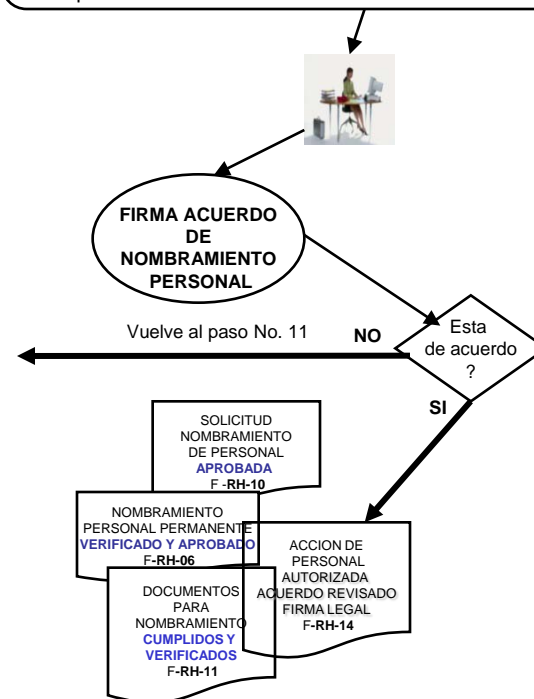 FIRMA ACUERDO
DE
NOMBRAMIENTO
PERSONAL
Vuelve al paso No. 11
NO
Esta
de acuerdo
?
SI
SOLICITUD
NOMBRAMIENTO
DE PERSONAL
APROBADA
F -RH-10
NOMBRAMIENTO
PERSONAL PERMANENTE
VERIFICADO Y APROBADO
F-RH-06
DOCUMENTOS
PARA
NOMBRAMIENTO
CUMPLIDOS Y
VERIFICADOS
F-RH-11
ACCION DE
PERSONAL
AUTORIZADA
ACUERDO REVISADO
FIRMA LEGAL
F-RH-14